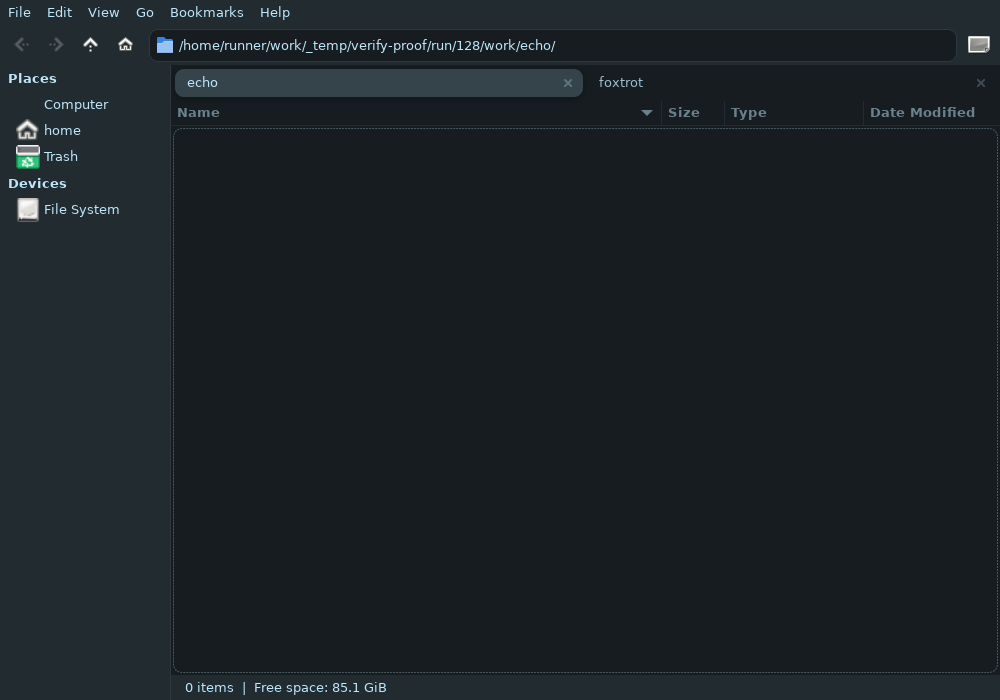 File Edit View Go Bookmarks Help
/home/runner/work/_temp/verify-proof/run/128/work/echo/
Places
Computer
home
Trash
Devices
File System
echo foxtrot
Name Size Type Date Modified
0 items | Free space: 85.1 GiB